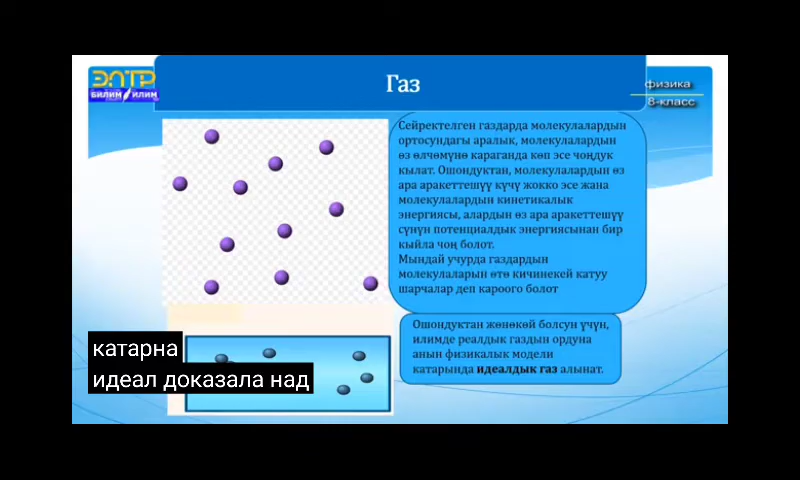 ЭЛТР
БИЛИМ ИЛИМ
Газ
физика
8-класс
Сейректелген газдарда молекулалардын
ортосундагы аралык, молекулалардын
өз өлчөмүнө караганда көп эсе чоңдук
кылат. Ошондуктан, молекулалардын өз
ара аракеттешүү күчү жокко эсе жана
молекулалардын кинетикалык
энергиясы, алардын өз ара аракеттешүү
сүнүн потенциалдык энергиясынан бир
кыйла чоң болот.
Мындай учурда газдардын
молекулаларын өтө кичинекей катуу
шарчалар деп кароого болот
Ошондуктан жөнөкөй болсун үчүн,
илимде реалдык газдын ордуна
анын физикалык модели
катарында идеалдык газ алынат.
катарна
идеал доказала над